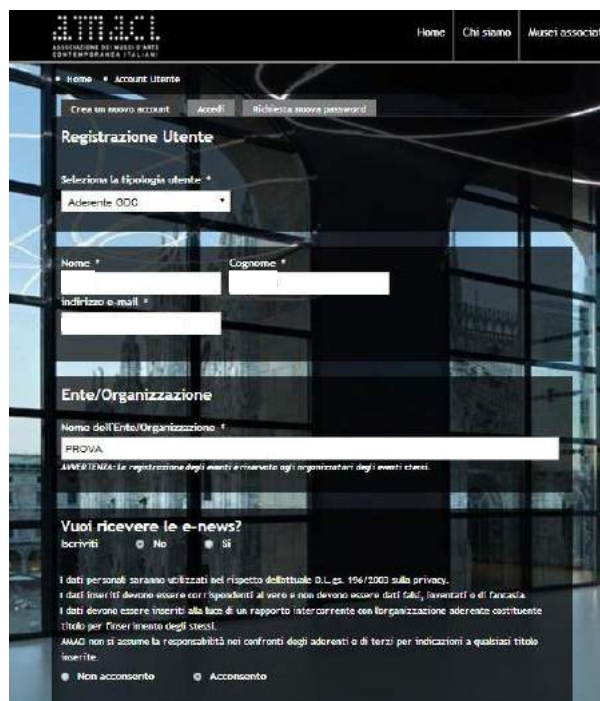 amaci
ASSOCIAZIONE DEI MUSEI D'ARTE
CONTEMPORANEA ITALIANI
Home Chi siamo Musei associat
Home Account Utente
Crea un nuovo account Accedi Richiesta nuova password
Registrazione Utente
Seleziona la tipologia utente *
Aderente GDC
Nome * Cognome *
indirizzo e-mail *
Ente/Organizzazione
Nome dell'Ente/Organizzazione *
PROVA
AVVERTENZA: La registrazione degli eventi è riservata agli organizzatori degli eventi stessi.
Vuoi ricevere le e-news?
Iscriviti No Si
I dati personali saranno utilizzati nel rispetto dell'attuale D.L.gs. 196/2003 sulla privacy.
I dati inseriti devono essere corrispondenti al vero e non devono essere dati falsi, inventati o di fantasia.
I dati devono essere inseriti alla luce di un rapporto intercorrente con l'organizzazione aderente costituente
titolo per l'inserimento degli stessi.
AMACI non si assume la responsabilità nei confronti degli aderenti e di terzi per indicazioni a qualsiasi titolo
inserite.
Non acconsento Acconsento